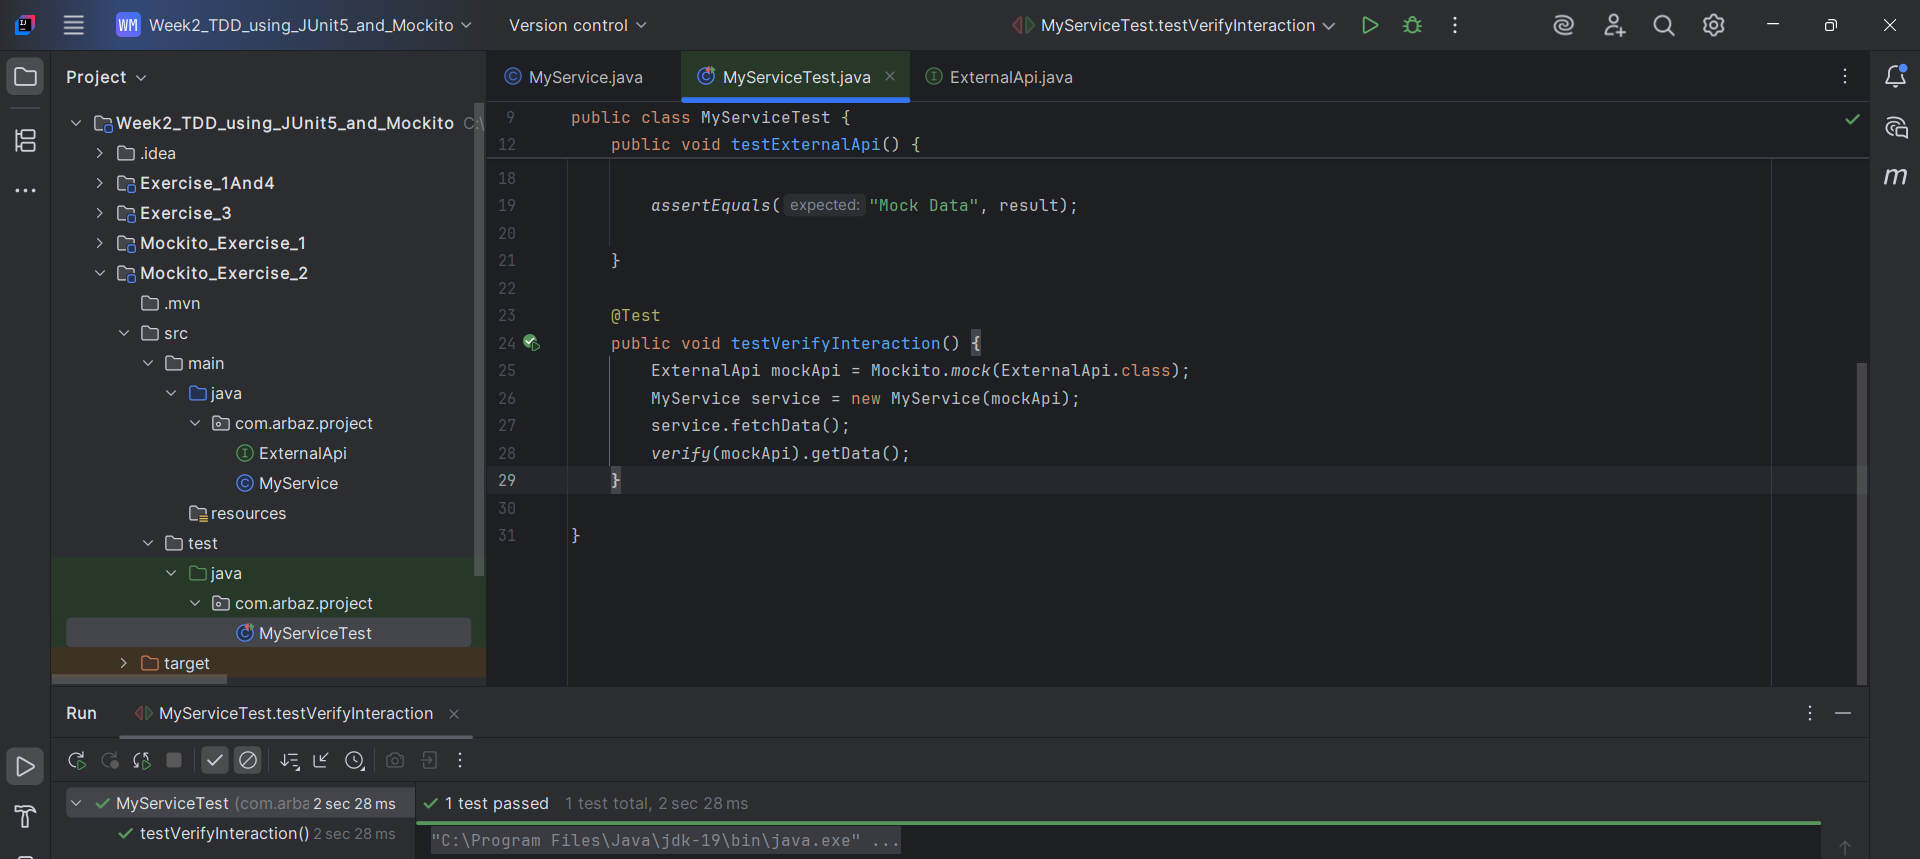 WM Week2_TDD_using_JUnit5_and_Mockito Version control MyServiceTest.testVerifyInteraction
Project
Week2_TDD_using_JUnit5_and_Mockito C:\
.idea
Exercise_1And4
Exercise_3
Mockito_Exercise_1
Mockito_Exercise_2
.mvn
src
main
java
com.arbaz.project
ExternalApi
MyService
resources
test
java
com.arbaz.project
MyServiceTest
target
MyService.java MyServiceTest.java ExternalApi.java
9 public class MyServiceTest {
12 public void testExternalApi() {
18
19 assertEquals( expected: "Mock Data", result);
20
21 }
22
23 @Test
24 public void testVerifyInteraction() {
25 ExternalApi mockApi = Mockito.mock(ExternalApi.class);
26 MyService service = new MyService(mockApi);
27 service.fetchData();
28 verify(mockApi).getData();
29 }
30
31 }
Run MyServiceTest.testVerifyInteraction
MyServiceTest (com.arba 2 sec 28 ms
testVerifyInteraction() 2 sec 28 ms
1 test passed 1 test total, 2 sec 28 ms
"C:\Program Files\Java\jdk-19\bin\java.exe" ...